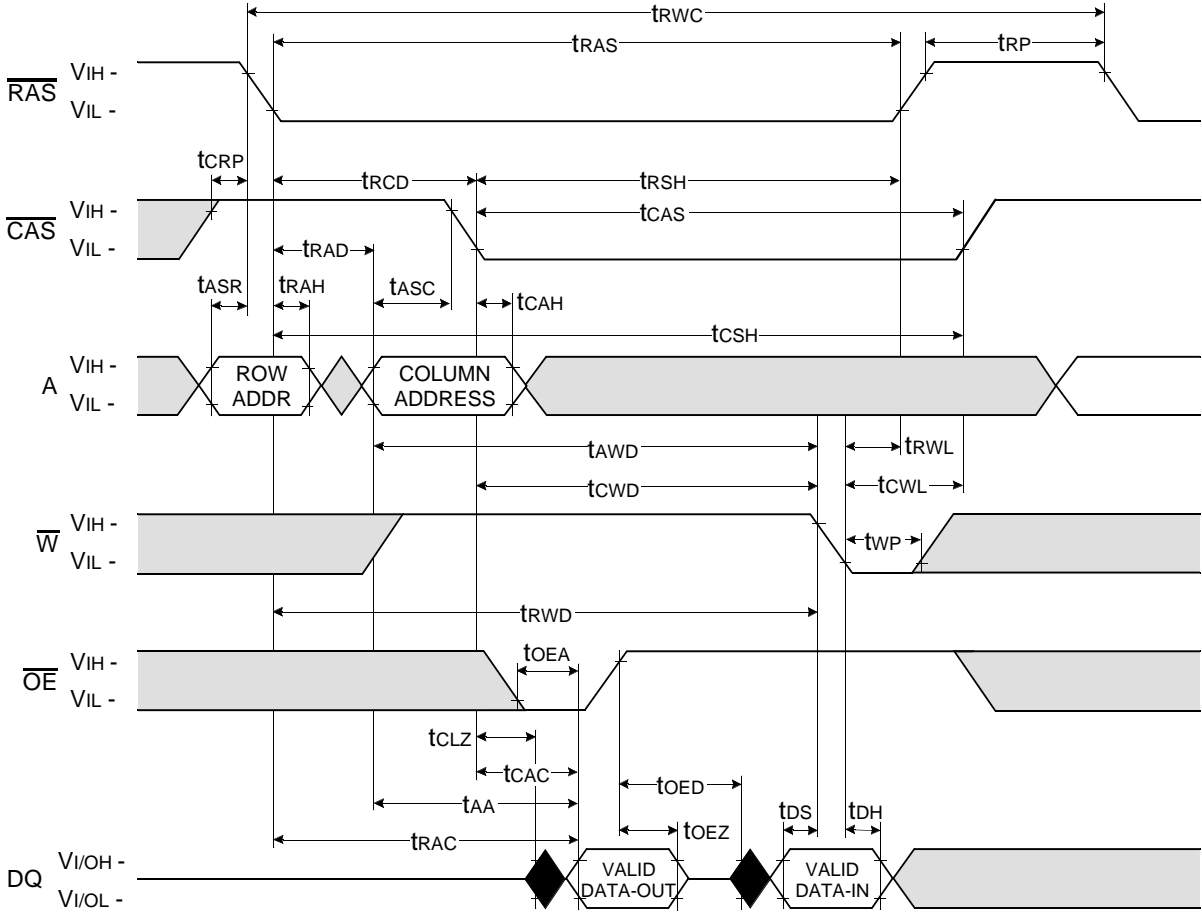 tRWC
tRAS
tRP
RAS
VIH -
VIL -
tCRP
tRCD
tRSH
CAS
VIH -
VIL -
tCAS
tRAD
tASR
tRAH
tASC
tCAH
tCSH
A
VIH -
VIL -
ROW
ADDR
COLUMN
ADDRESS
tAWD
tRWL
tCWD
tCWL
W
VIH -
VIL -
tWP
tRWD
OE
VIH -
VIL -
tOEA
tCLZ
tCAC
tOED
tAA
tDS
tDH
tOEZ
tRAC
DQ
VI/OH -
VI/OL -
VALID
DATA-OUT
VALID
DATA-IN